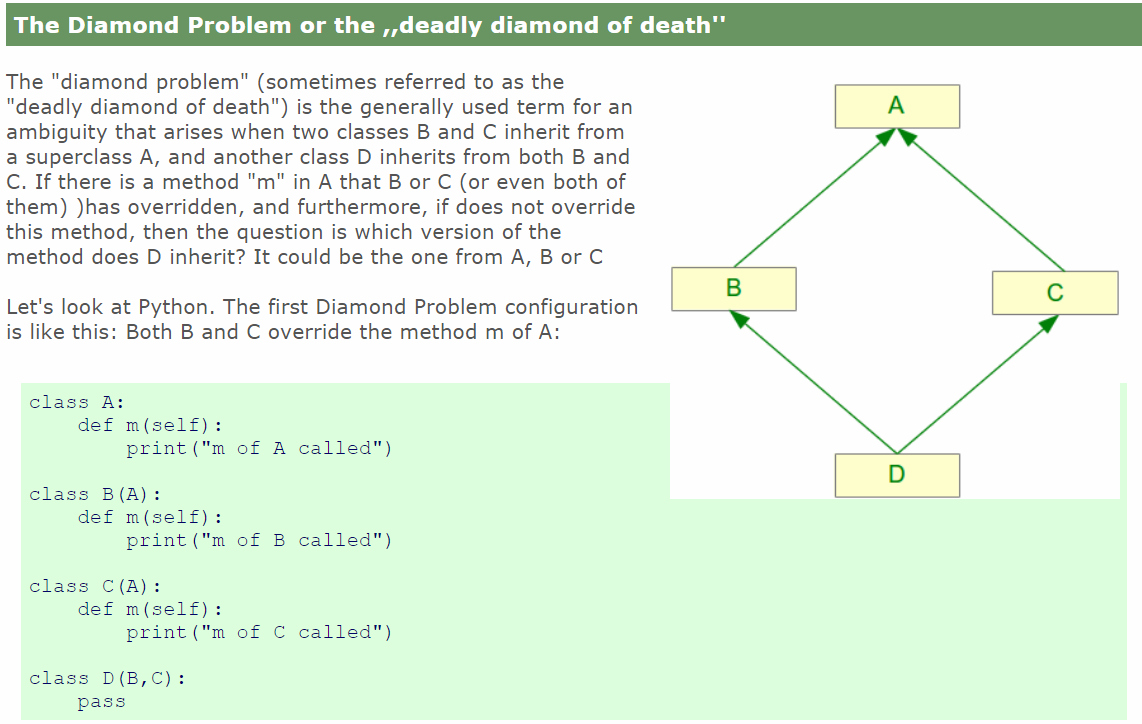 The Diamond Problem or the ,,deadly diamond of death''
The "diamond problem" (sometimes referred to as the
"deadly diamond of death") is the generally used term for an
ambiguity that arises when two classes B and C inherit from
a superclass A, and another class D inherits from both B and
C. If there is a method "m" in A that B or C (or even both of
them) )has overridden, and furthermore, if does not override
this method, then the question is which version of the
method does D inherit? It could be the one from A, B or C
Let's look at Python. The first Diamond Problem configuration
is like this: Both B and C override the method m of A:
A
B
C
D
class A:
    def m(self):
        print("m of A called")
class B(A):
    def m(self):
        print("m of B called")
class C(A):
    def m(self):
        print("m of C called")
class D(B,C):
    pass